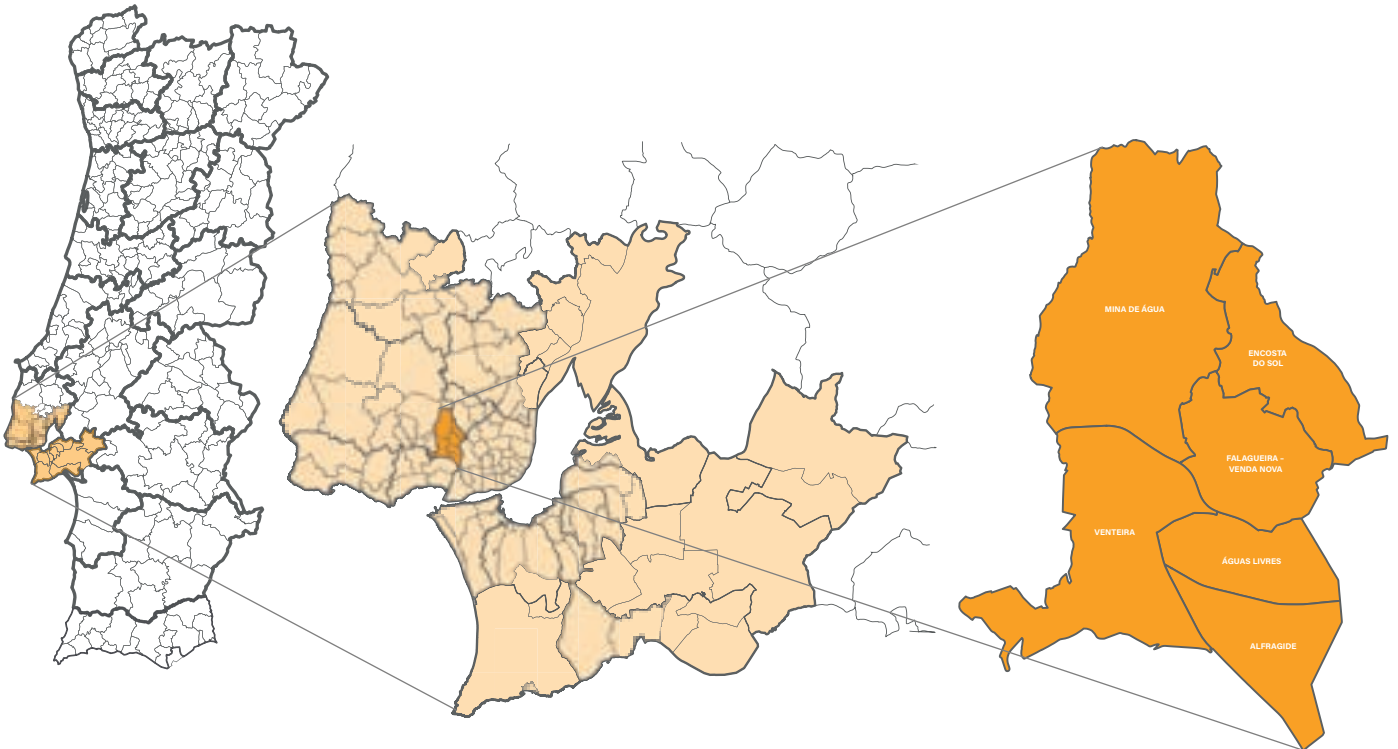 MINA DE ÁGUA
ENCOSTA
DO SOL
FALAGUEIRA –
VENDA NOVA
VENTEIRA
ÁGUAS LIVRES
ALFRAGIDE